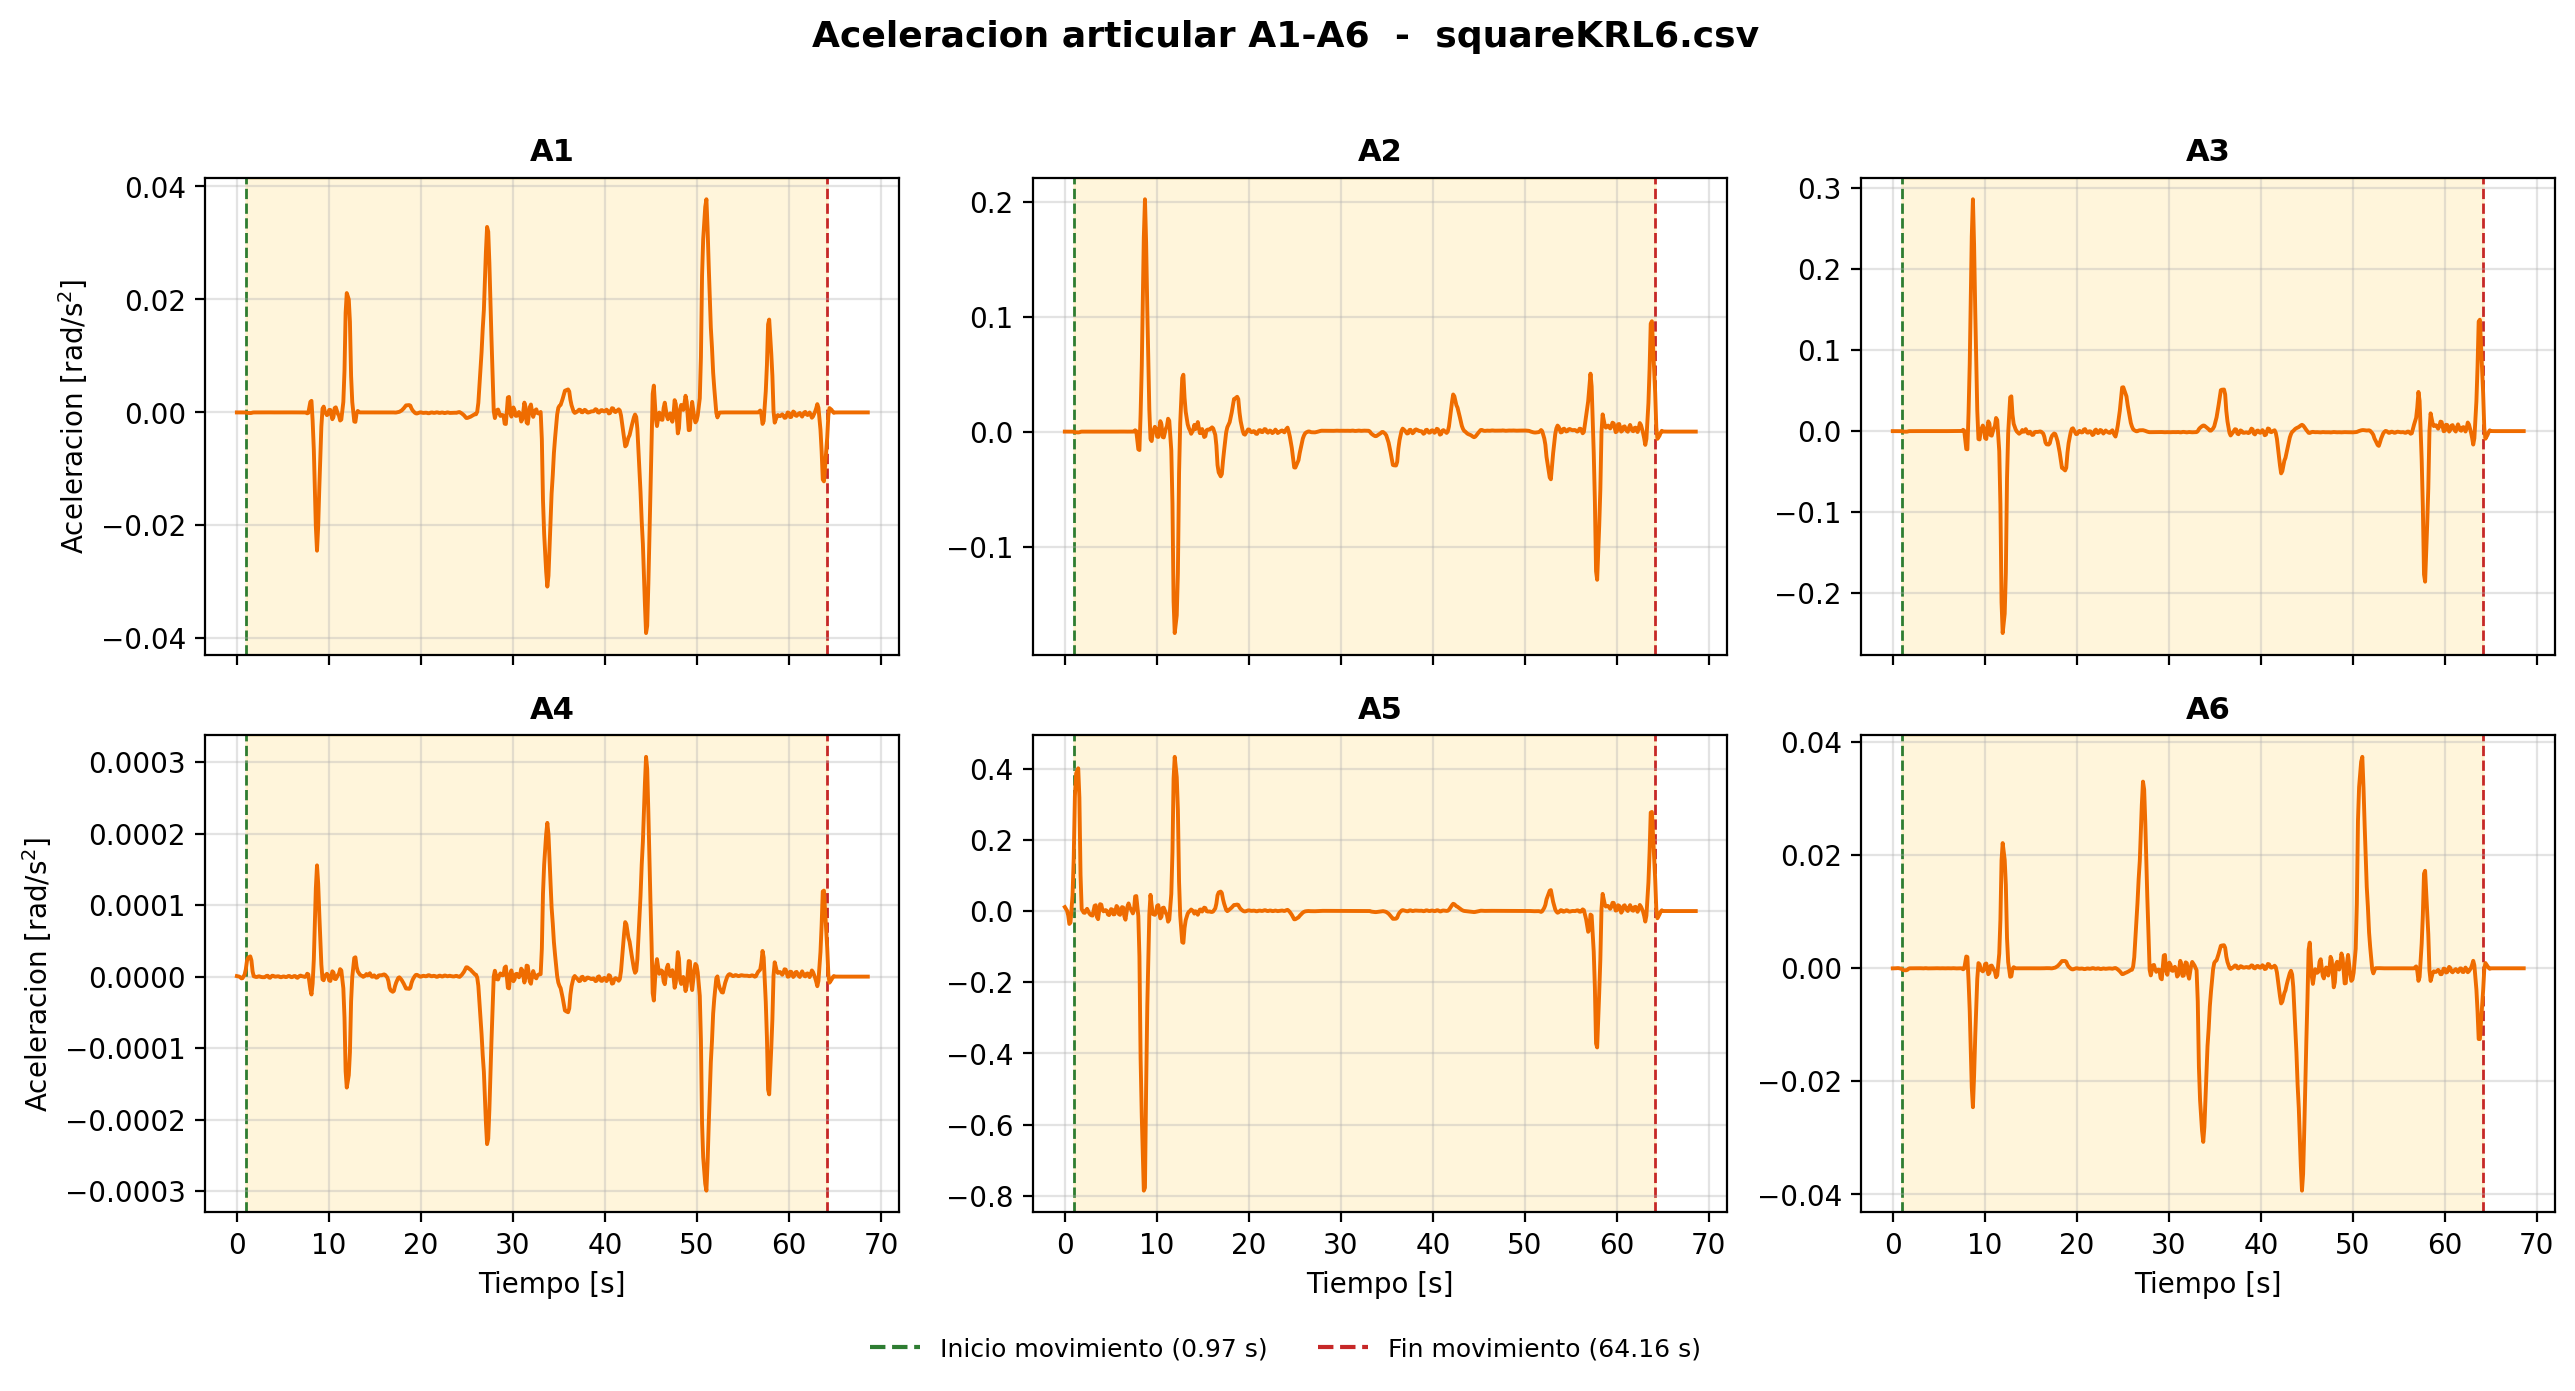 Aceleracion articular A1-A6  -  squareKRL6.csv
A1
A2
A3
Aceleracion [rad/s²]
0.04
0.02
0.00
−0.02
−0.04
0.2
0.1
0.0
−0.1
0.3
0.2
0.1
0.0
−0.1
−0.2
A4
A5
A6
Aceleracion [rad/s²]
0.0003
0.0002
0.0001
0.0000
−0.0001
−0.0002
−0.0003
0.4
0.2
0.0
−0.2
−0.4
−0.6
−0.8
0.04
0.02
0.00
−0.02
−0.04
0 10 20 30 40 50 60 70
0 10 20 30 40 50 60 70
0 10 20 30 40 50 60 70
Tiempo [s]
Tiempo [s]
Tiempo [s]
Inicio movimiento (0.97 s)
Fin movimiento (64.16 s)